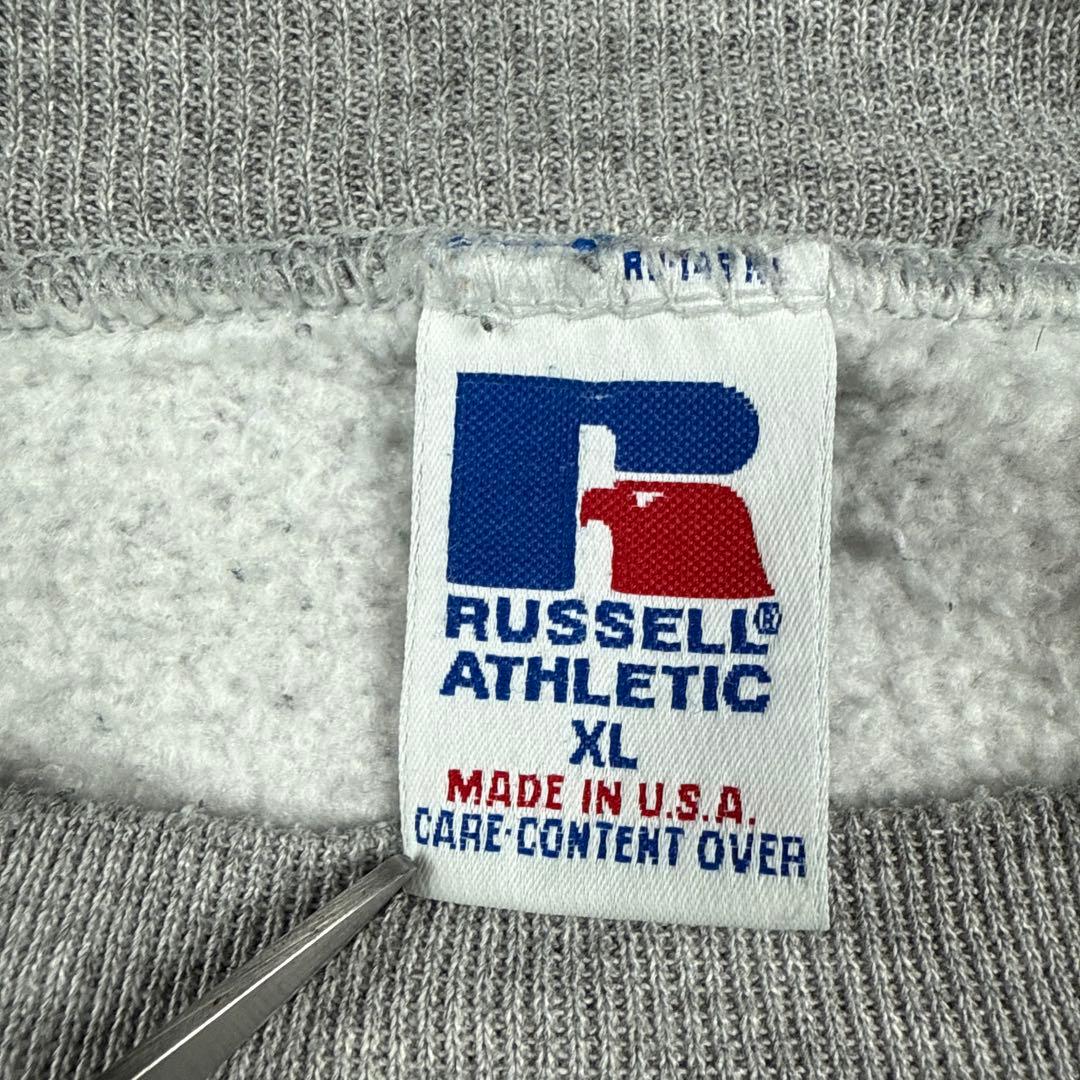 RUSSELL®
ATHLETIC
XL
MADE IN U.S.A.
CARE-CONTENT OVER